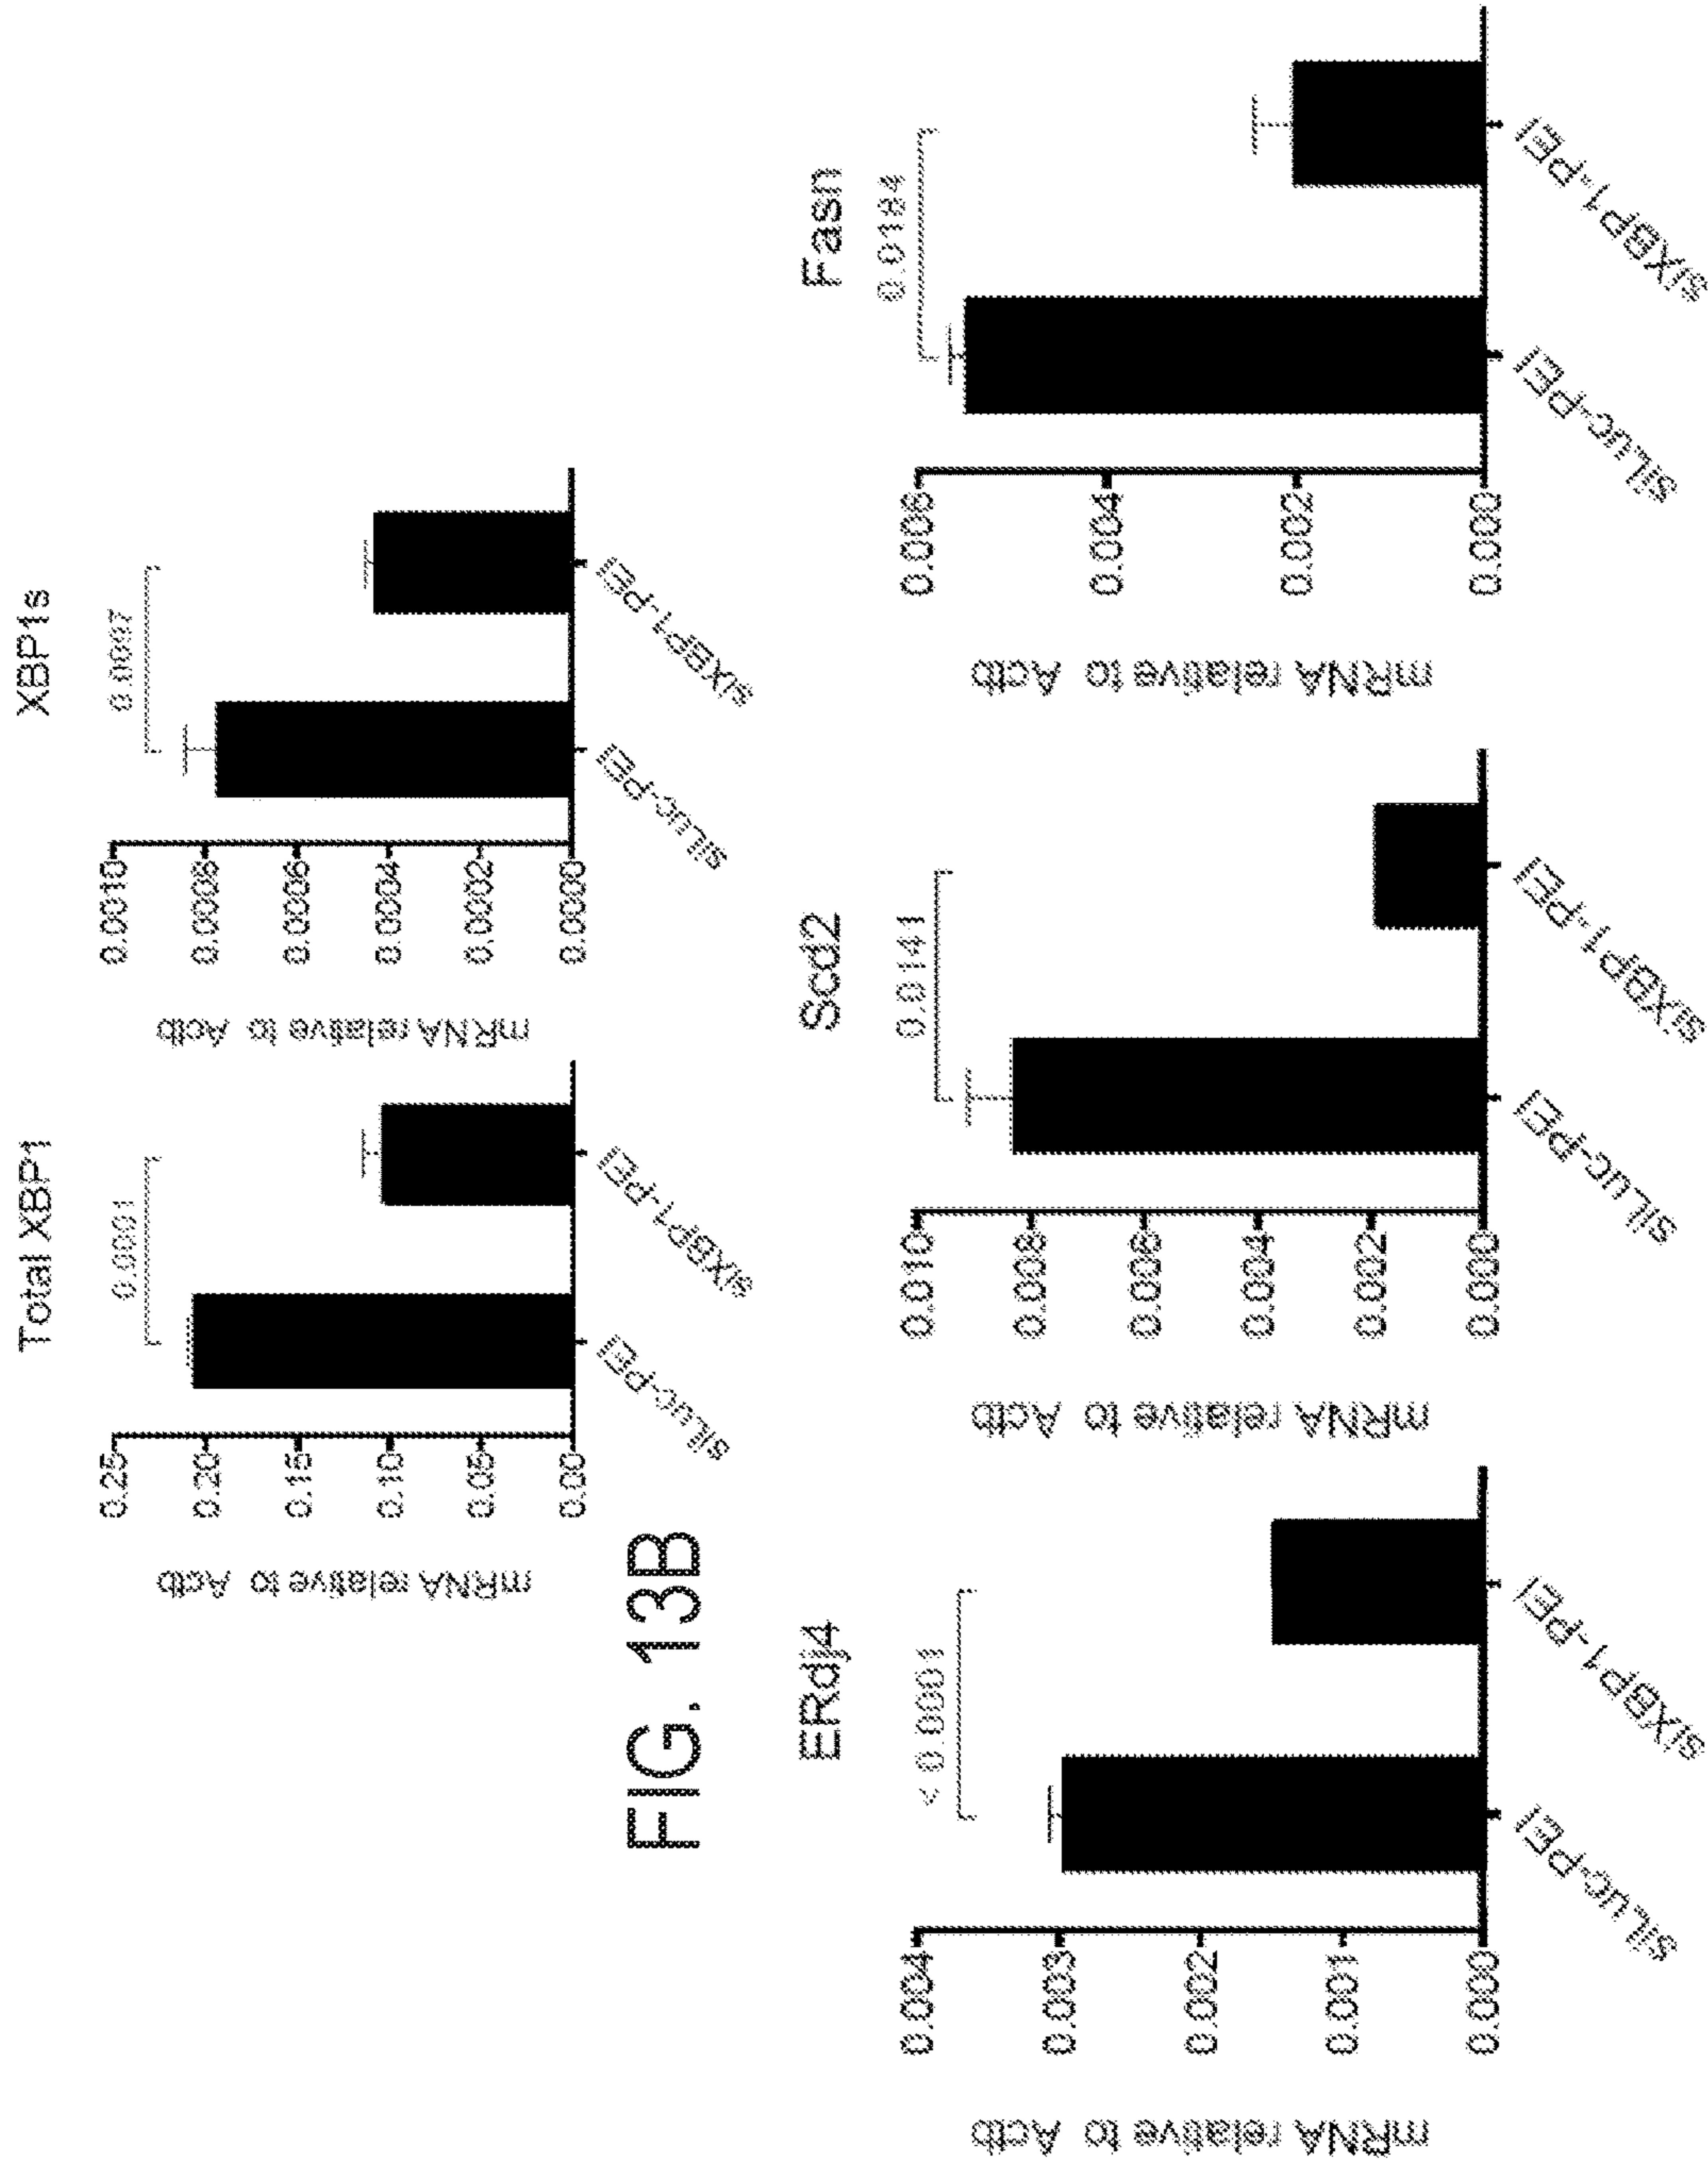 FIG. 13B
Total XBP1
mRNA relative to Actb
0.25
0.20
0.15
0.10
0.05
0.00
0.0001
siLuc-PEI
siXBP1-PEI
XBP1s
mRNA relative to Actb
0.0010
0.0008
0.0006
0.0004
0.0002
0.0000
0.0097
siLuc-PEI
siXBP1-PEI
ERdj4
mRNA relative to Actb
0.004
0.003
0.002
0.001
0.000
< 0.0001
siLuc-PEI
siXBP1-PEI
Scd2
mRNA relative to Actb
0.010
0.008
0.006
0.004
0.002
0.000
0.0141
siLuc-PEI
siXBP1-PEI
Fasn
mRNA relative to Actb
0.006
0.004
0.002
0.000
0.0184
siLuc-PEI
siXBP1-PEI